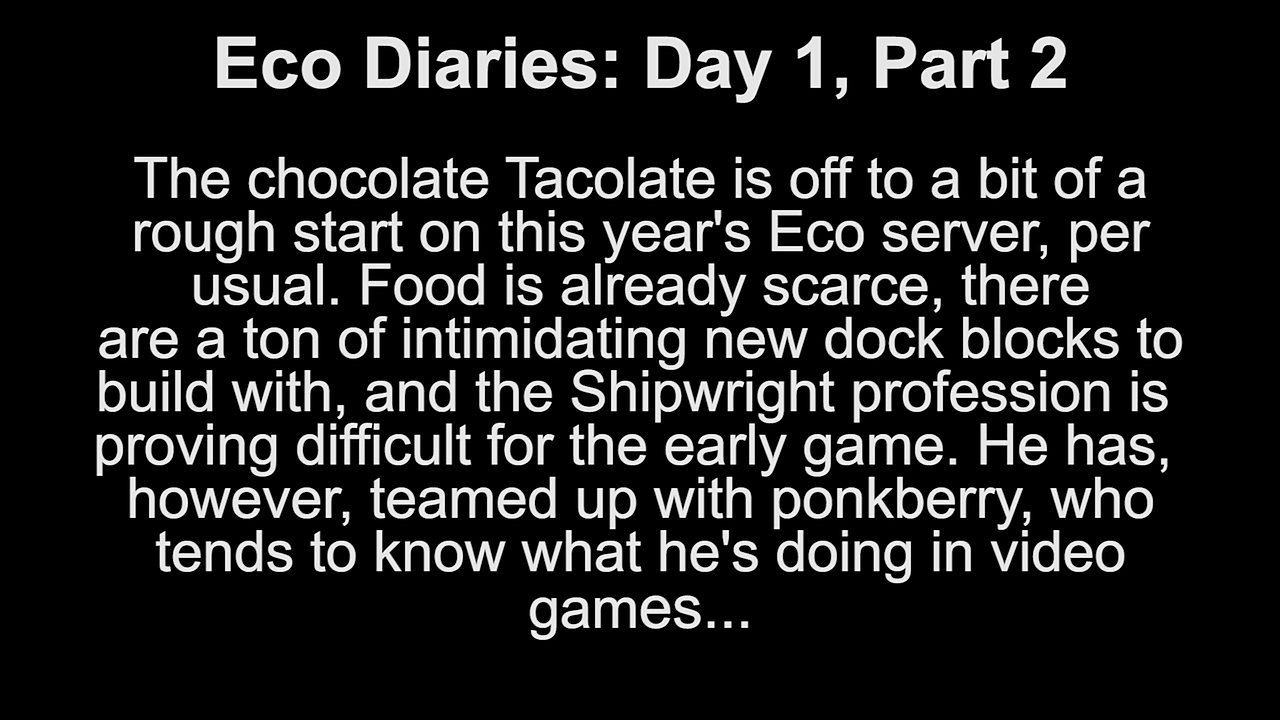 Eco Diaries: Day 1, Part 2
The chocolate Tacolate is off to a bit of a
rough start on this year's Eco server, per
usual. Food is already scarce, there
are a ton of intimidating new dock blocks to
build with, and the Shipwright profession is
proving difficult for the early game. He has,
however, teamed up with ponkberry, who
tends to know what he's doing in video
games...